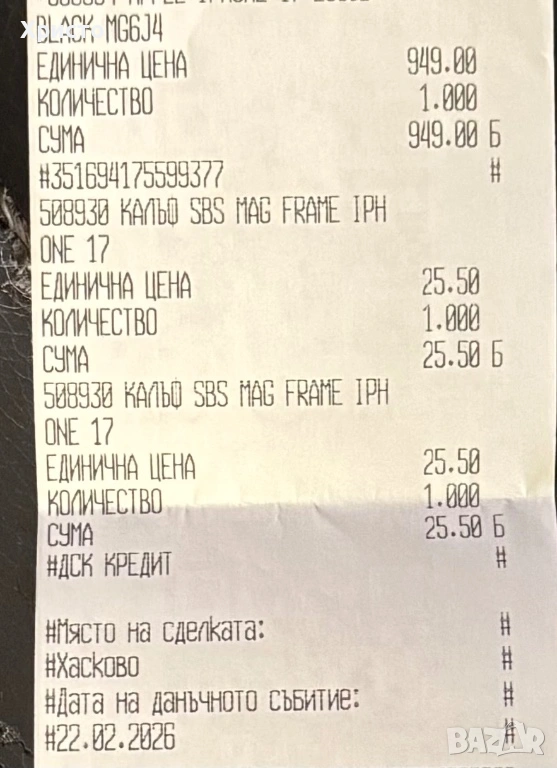 BLACK MG6J4
ЕДИНИЧНА ЦЕНА 949.00
КОЛИЧЕСТВО 1.000
СУМА 949.00 Б
#351694175599377 #
508930 КАЛЪФ SBS MAG FRAME IPH
ONE 17
ЕДИНИЧНА ЦЕНА 25.50
КОЛИЧЕСТВО 1.000
СУМА 25.50 Б
508930 КАЛЪФ SBS MAG FRAME IPH
ONE 17
ЕДИНИЧНА ЦЕНА 25.50
КОЛИЧЕСТВО 1.000
СУМА 25.50 Б
#ДСК КРЕДИТ #
#Място на сделката: #
#Хасково #
#Дата на данъчното събитие: #
#22.02.2026 #
BAZAR